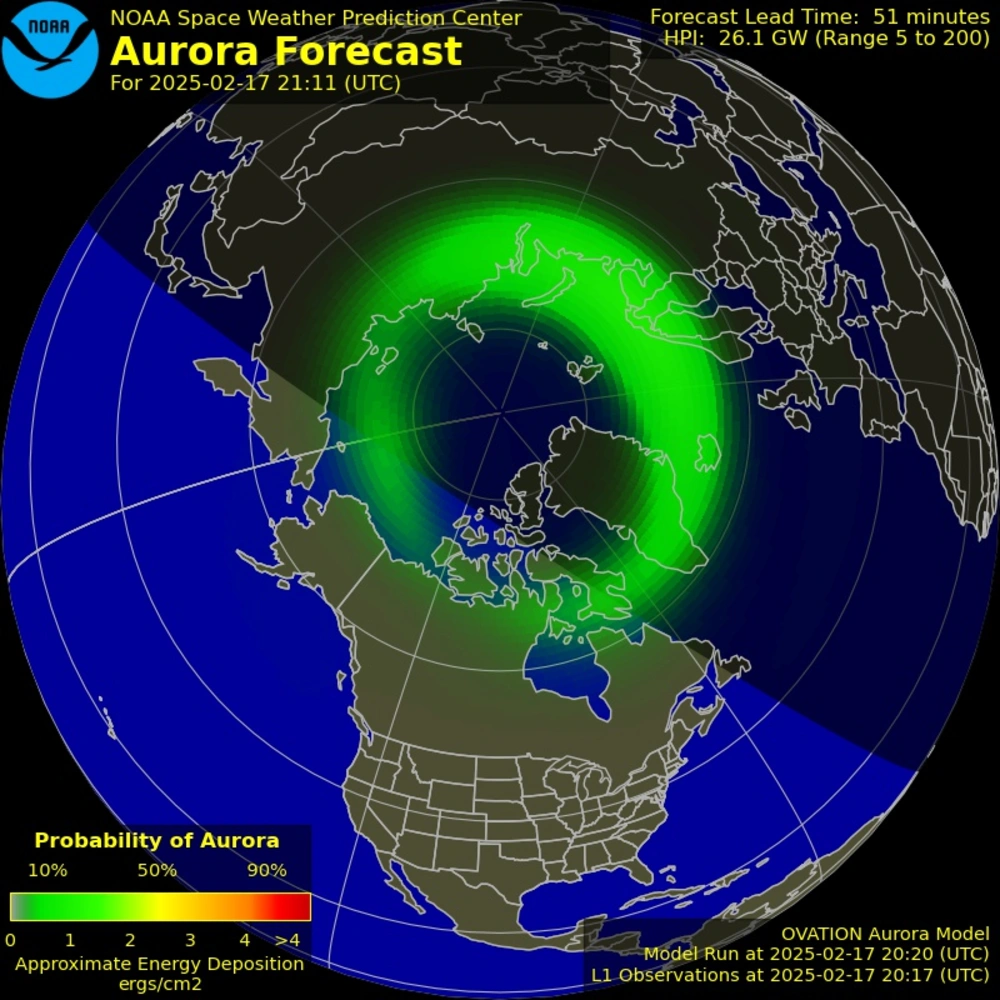 NOAA
NOAA Space Weather Prediction Center
Aurora Forecast
For 2025-02-17 21:11 (UTC)
Forecast Lead Time: 51 minutes
HPI: 26.1 GW (Range 5 to 200)
Probability of Aurora
10% 50% 90%
0 1 2 3 4 >4
Approximate Energy Deposition
ergs/cm2
OVATION Aurora Model
Model Run at 2025-02-17 20:20 (UTC)
L1 Observations at 2025-02-17 20:17 (UTC)